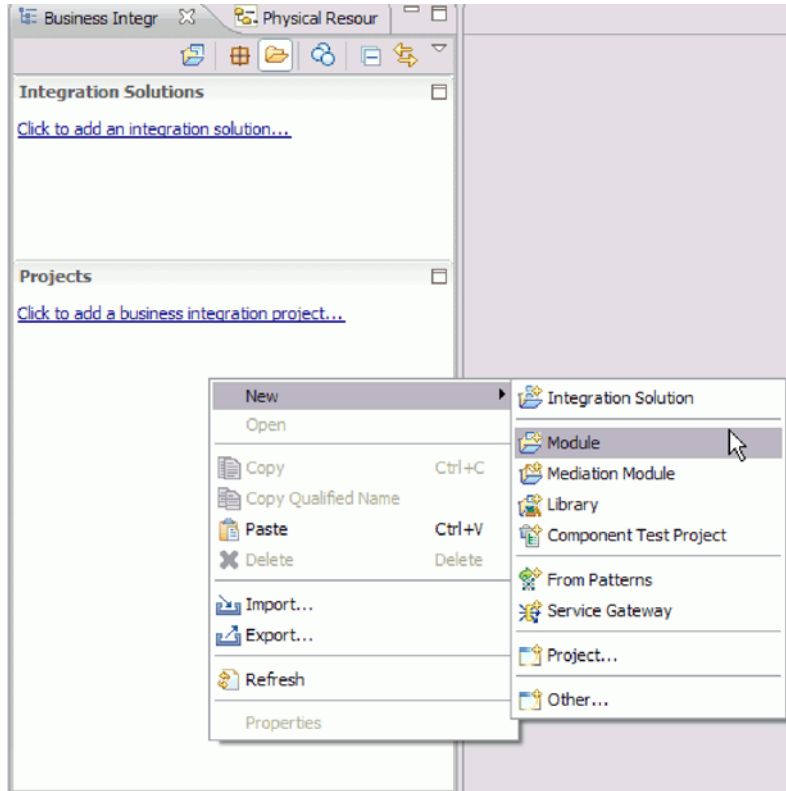 Business Integr
Physical Resour
Integration Solutions
Click to add an integration solution...
Projects
Click to add a business integration project...
New
Open
Copy Ctrl+C
Copy Qualified Name
Paste Ctrl+V
Delete Delete
Import...
Export...
Refresh
Properties
Integration Solution
Module
Mediation Module
Library
Component Test Project
From Patterns
Service Gateway
Project...
Other...